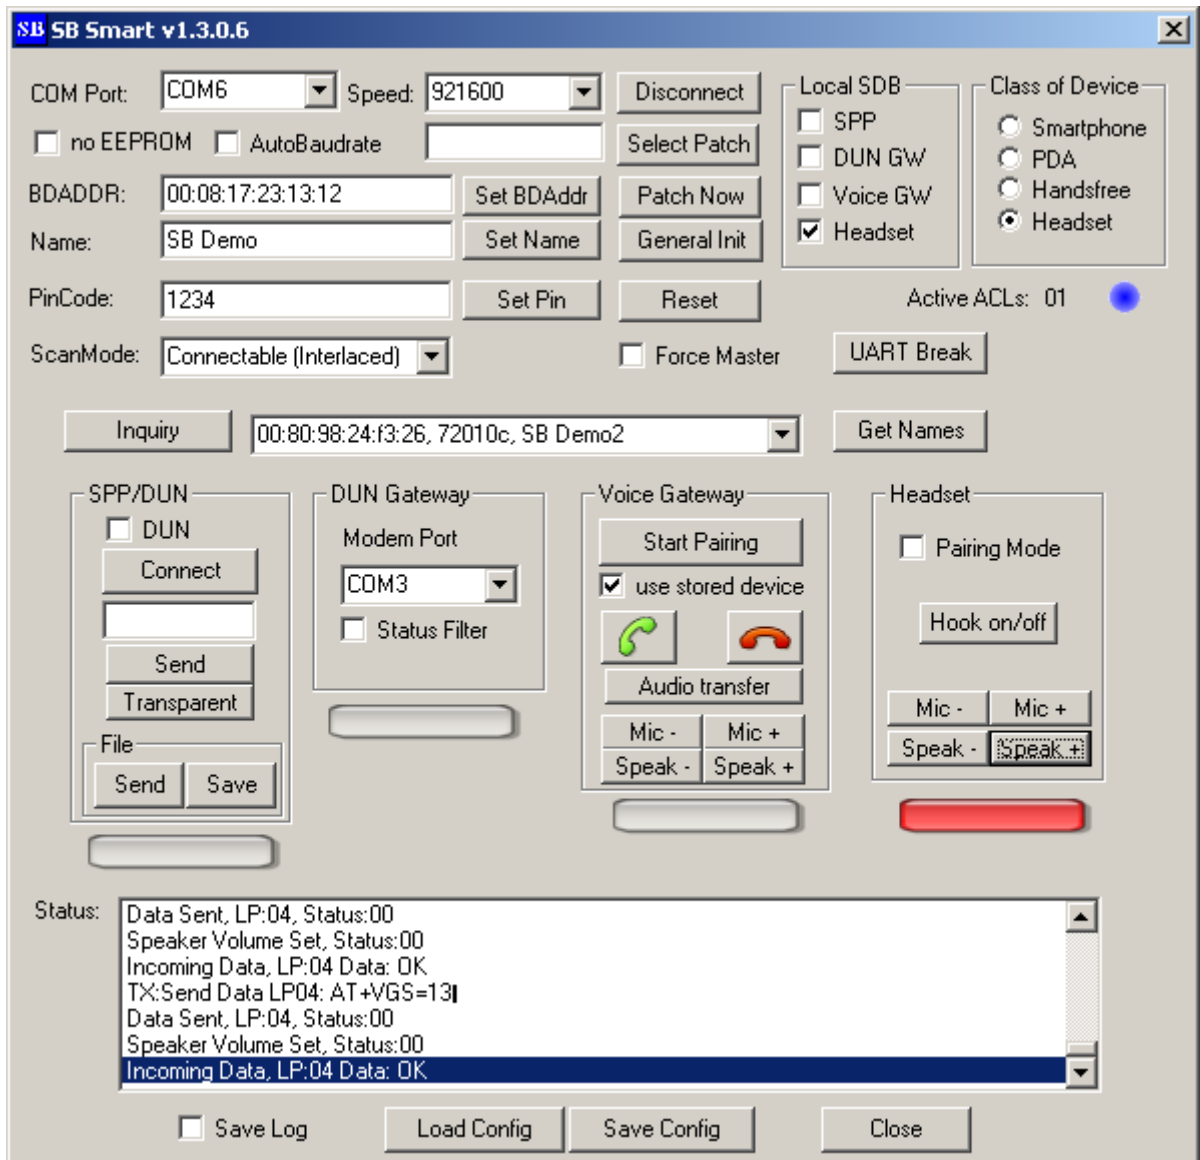 SB SB Smart v1.3.0.6
COM Port: COM6 Speed: 921600 Disconnect
no EEPROM AutoBaudrate Select Patch
BDADDR: 00:08:17:23:13:12 Set BDAddr Patch Now
Name: SB Demo Set Name General Init
Local SDB
SPP
DUN GW
Voice GW
Headset
Class of Device
Smartphone
PDA
Handsfree
Headset
PinCode: 1234 Set Pin Reset Active ACLs: 01
ScanMode: Connectable (Interlaced) Force Master UART Break
Inquiry 00:80:98:24:f3:26, 72010c, SB Demo2 Get Names
SPP/DUN
DUN
Connect
Send
Transparent
File
Send Save
DUN Gateway
Modem Port
COM3
Status Filter
Voice Gateway
Start Pairing
use stored device
Audio transfer
Mic - Mic +
Speak - Speak +
Headset
Pairing Mode
Hook on/off
Mic - Mic +
Speak - Speak +
Status:
Data Sent, LP:04, Status:00
Speaker Volume Set, Status:00
Incoming Data, LP:04 Data: OK
TX:Send Data LP04: AT+VGS=13
Data Sent, LP:04, Status:00
Speaker Volume Set, Status:00
Incoming Data, LP:04 Data: OK
Save Log Load Config Save Config Close